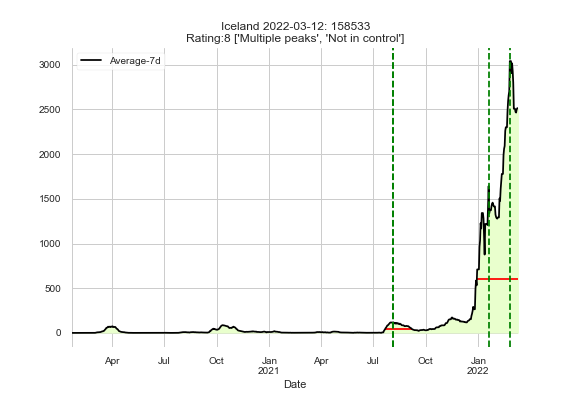 Iceland 2022-03-12: 158533
Rating:8 ['Multiple peaks', 'Not in control']
Average-7d
3000
2500
2000
1500
1000
500
0
Apr Jul Oct Jan Apr Jul Oct Jan
2021 2022
Date